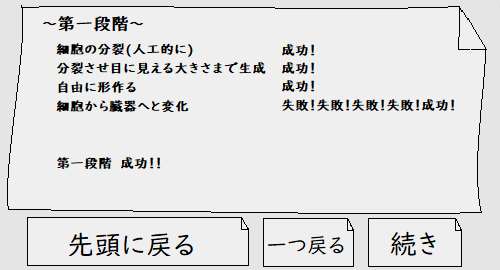 ～第一段階～
細胞の分裂(人工的に) 成功！
分裂させ目に見える大きさまで生成 成功！
自由に形作る 成功！
細胞から臓器へと変化 失敗！失敗！失敗！失敗！成功！
第一段階 成功！！
先頭に戻る 一つ戻る 続き